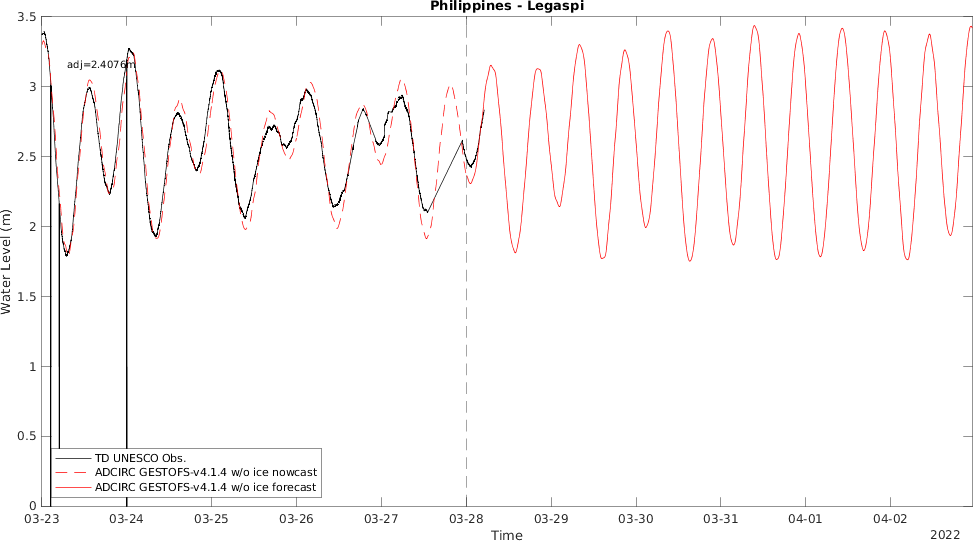 Philippines - Legaspi
3.5
adj=2.4076m
3
2.5
2
1.5
1
0.5
0
Water Level (m)
TD UNESCO Obs.
ADCIRC GESTOFS-v4.1.4 w/o ice nowcast
ADCIRC GESTOFS-v4.1.4 w/o ice forecast
03-23 03-24 03-25 03-26 03-27 03-28 03-29 03-30 03-31 04-01 04-02
Time
2022